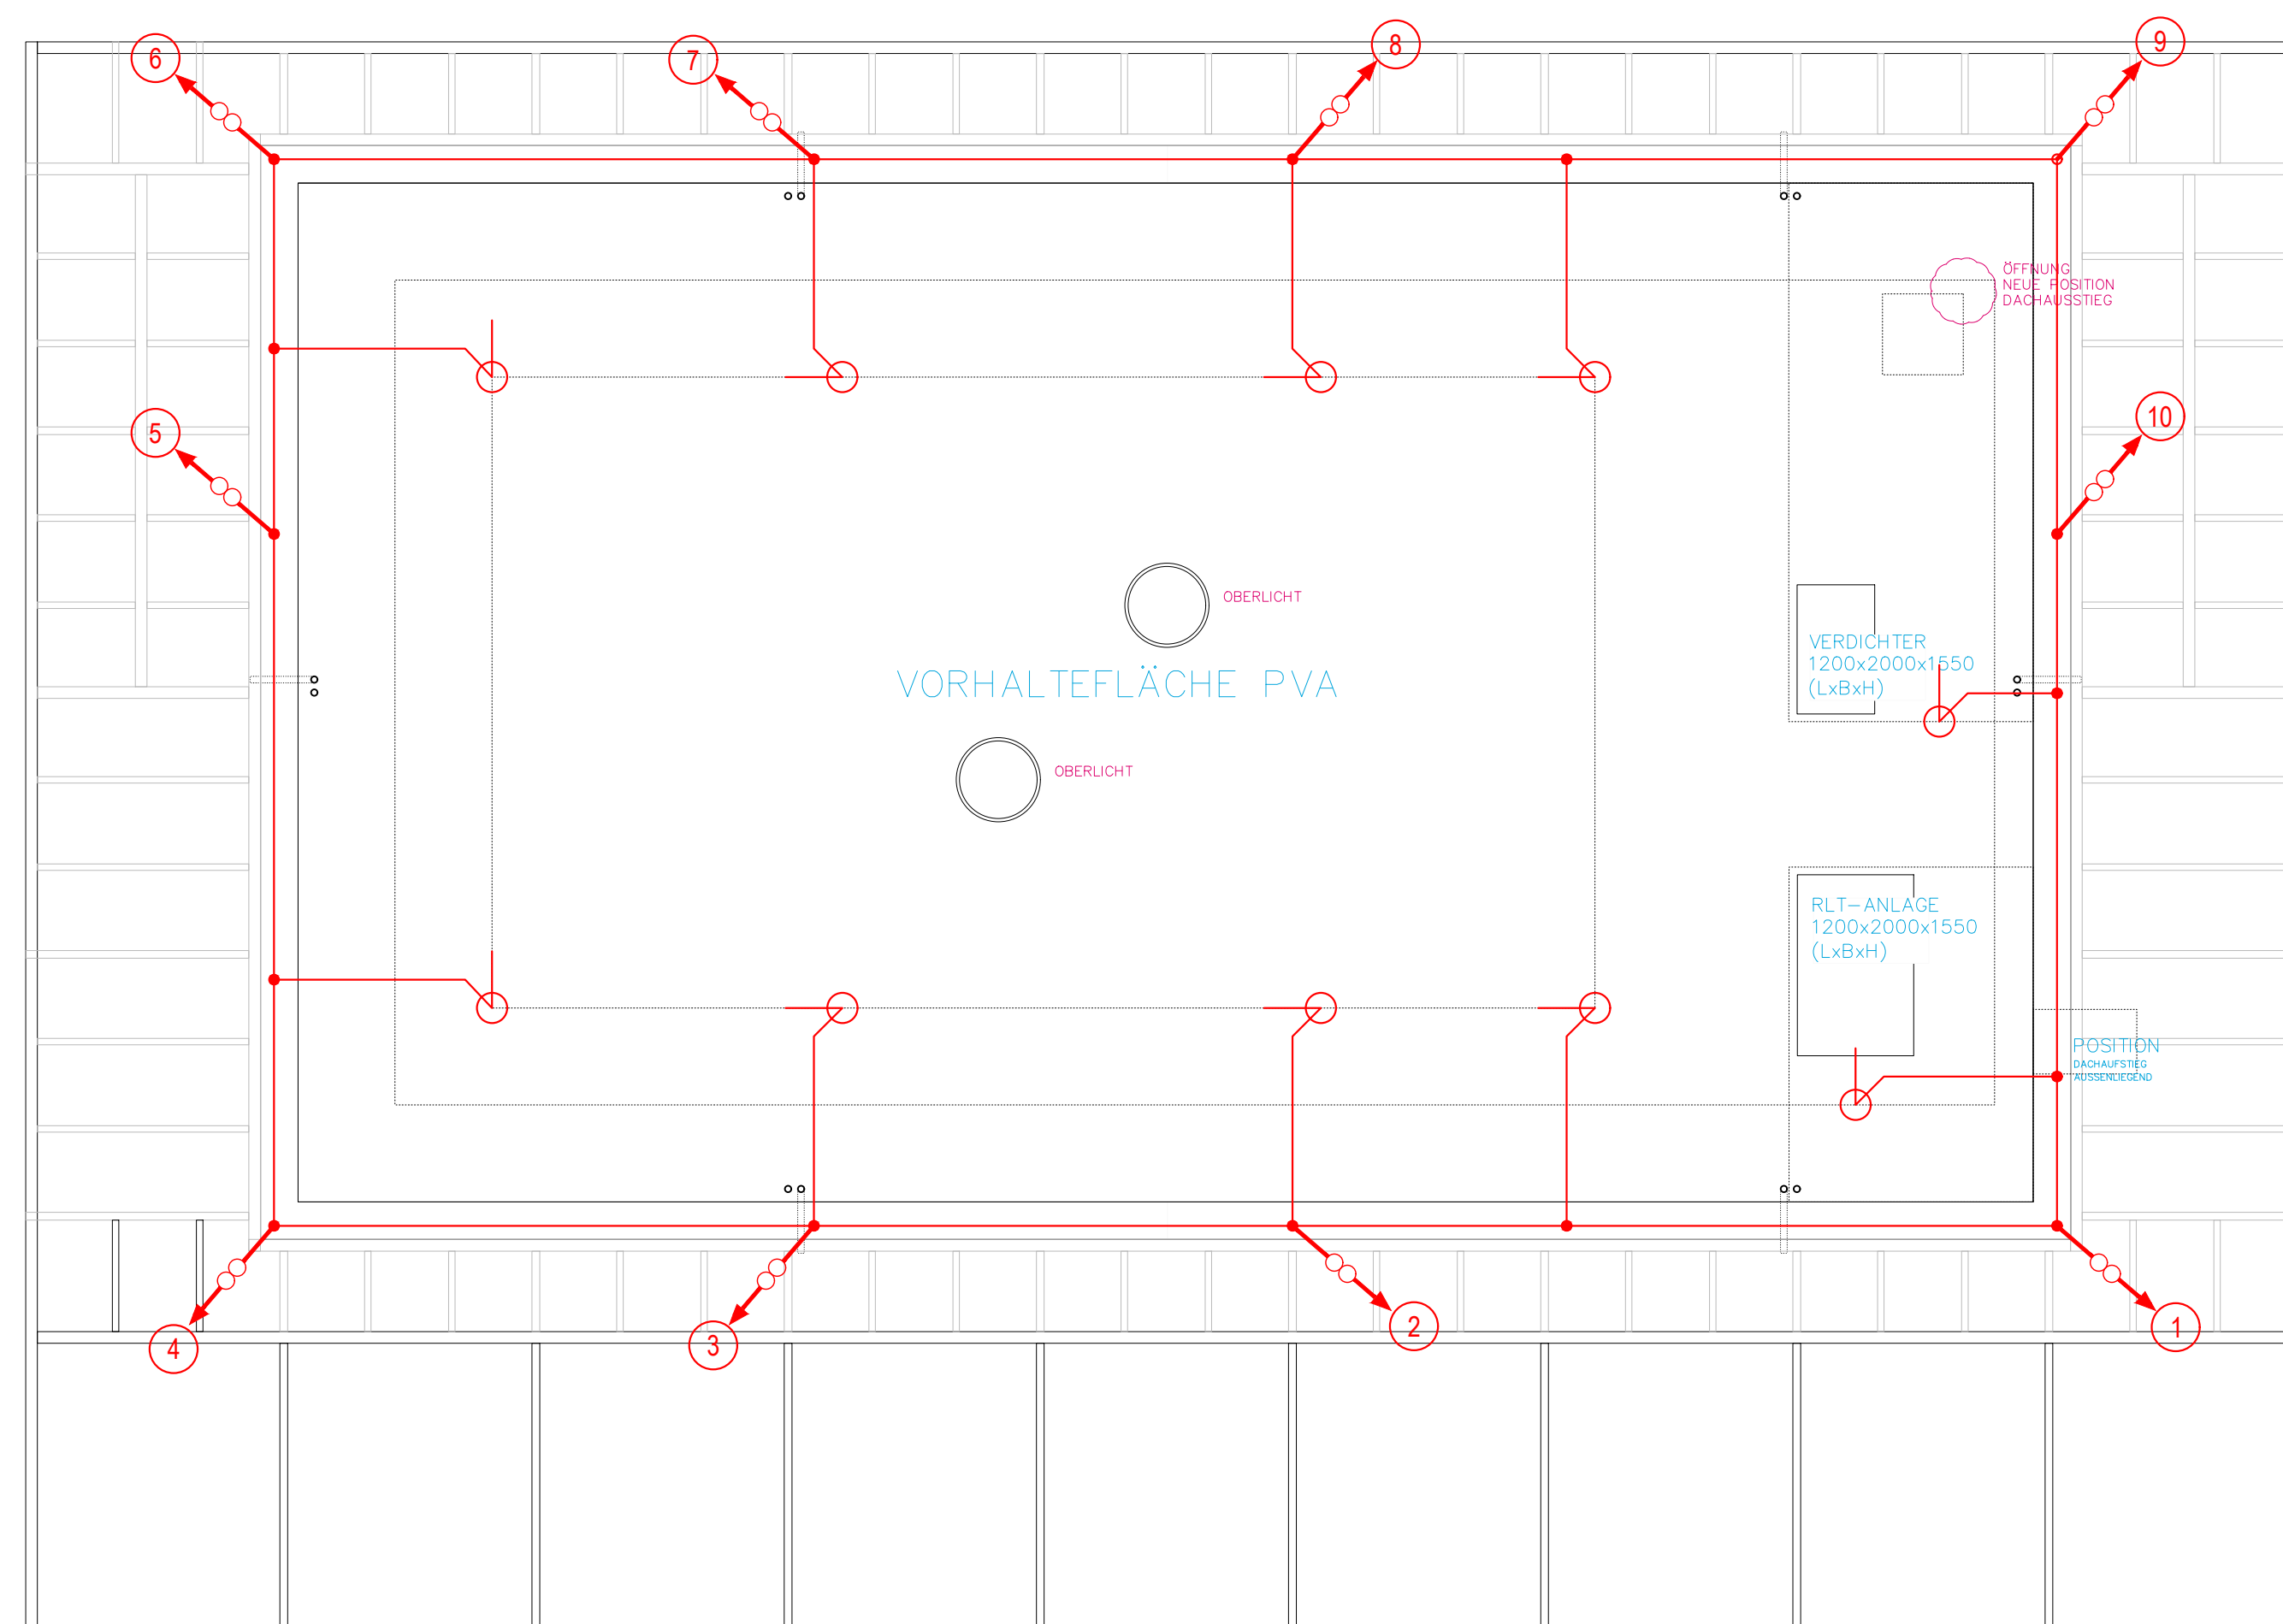 6
7
8
9
ÖFFNUNG
NEUE POSITION
DACHAUSSTIEG
5
10
OBERLICHT
VERDICHTER
1200x2000x1550
(LxBxH)
VORHALTEFLÄCHE PVA
OBERLICHT
RLT-ANLAGE
1200x2000x1550
(LxBxH)
POSITION
DACHAUFSTIEG
AUSSENLIEGEND
4
3
2
1